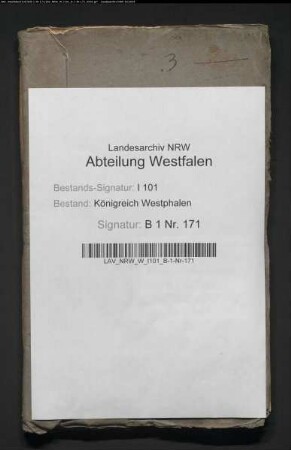 3
Landesarchiv NRW
Abteilung Westfalen
Bestands-Signatur: I 101
Bestand: Königreich Westphalen
Signatur: B 1 Nr. 171
LAV_NRW_W_I101_B-1-Nr-171